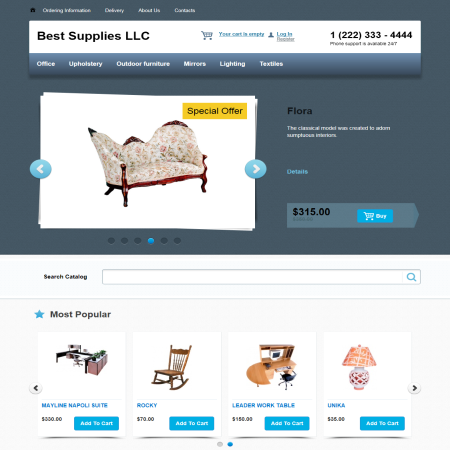 Ordering Information Delivery About Us Contacts
Best Supplies LLC
Your cart is empty
Log In
Register
1 (222) 333 - 4444
Phone support is available 24/7
Office Upholstery Outdoor furniture Mirrors Lighting Textiles
Special Offer
Flora
The classical model was created to adorn
sumptuous interiors.
Details
$315.00
Buy
Search Catalog
Most Popular
MAYLINE NAPOLI SUITE
$330.00
Add To Cart
ROCKY
$70.00
Add To Cart
LEADER WORK TABLE
$150.00
Add To Cart
UNIKA
$35.00
Add To Cart